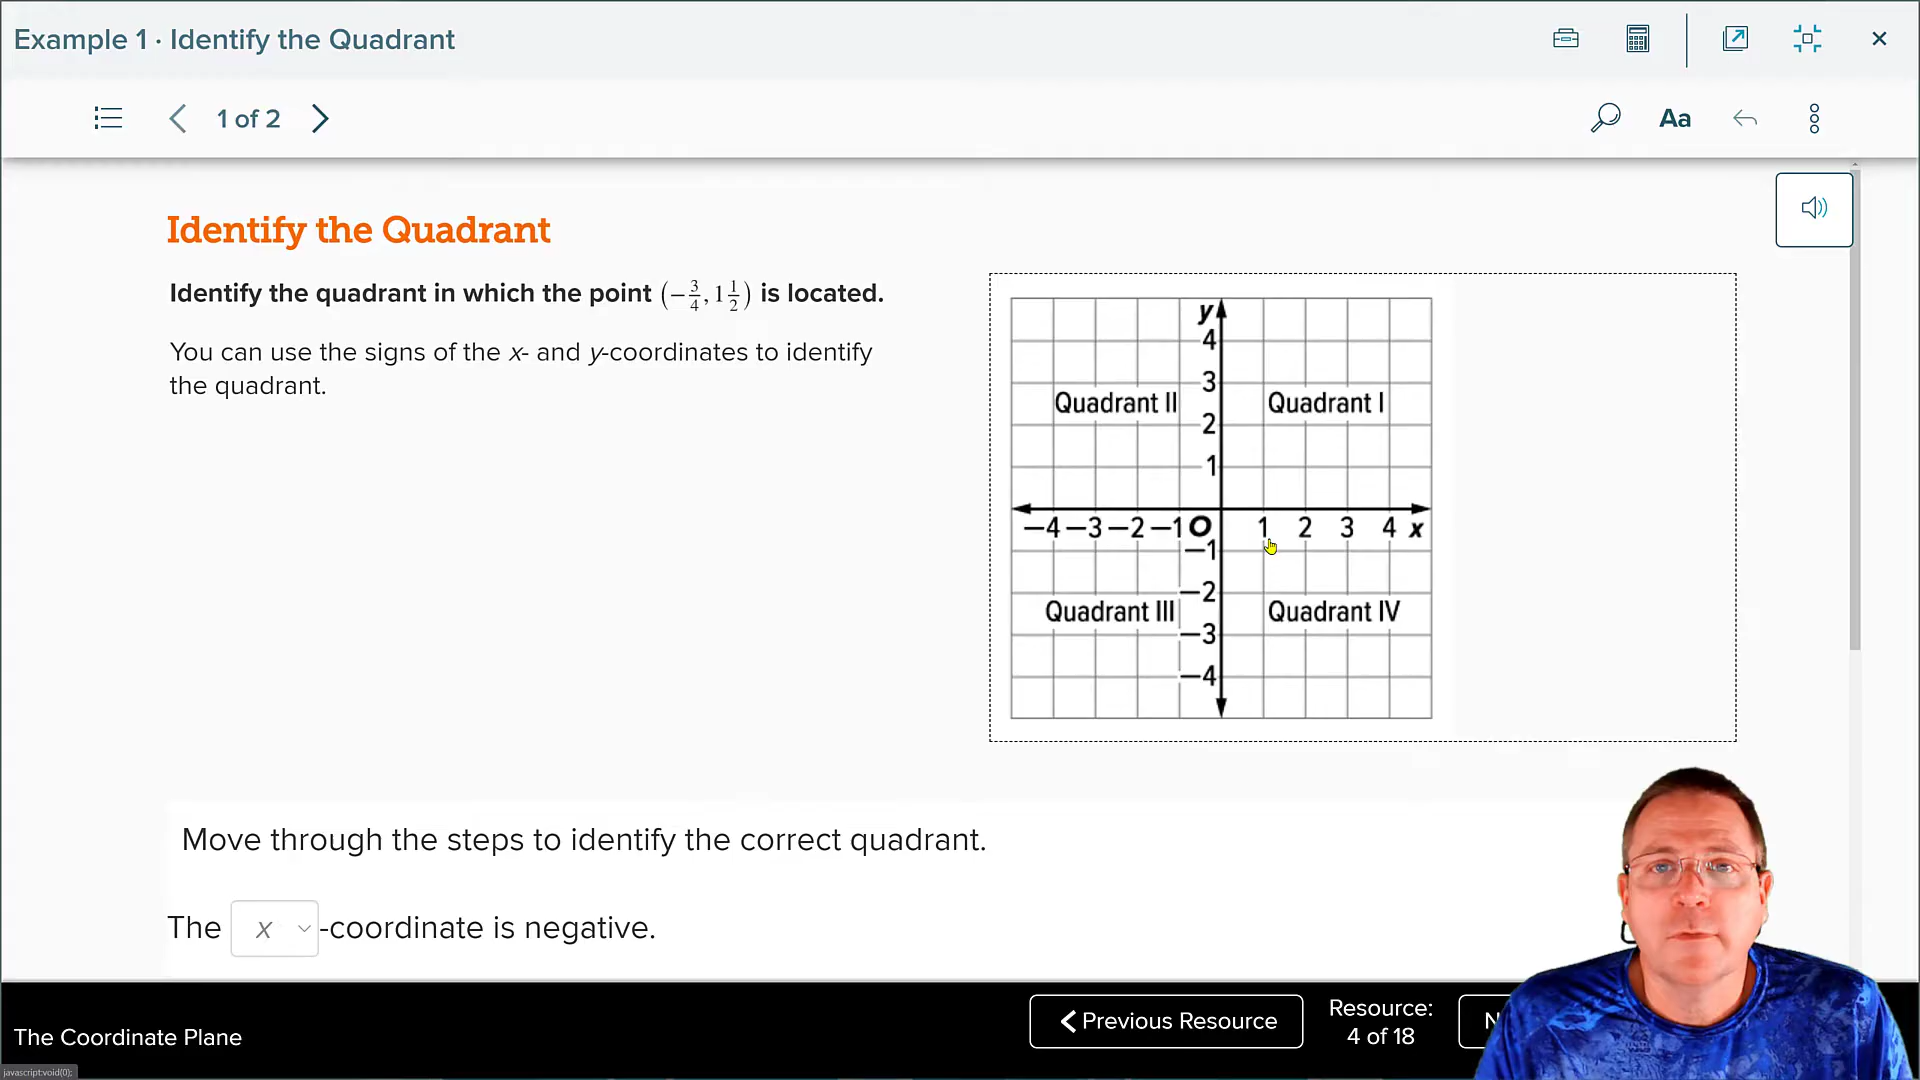 Example 1 · Identify the Quadrant
1 of 2
Aa
Identify the Quadrant
Identify the quadrant in which the point (−3/4, 1 1/2) is located.
You can use the signs of the x- and y-coordinates to identify
the quadrant.
y
4
3
Quadrant II
Quadrant I
2
1
−4 −3 −2 −1 O 1 2 3 4 x
−1
−2
Quadrant III
Quadrant IV
−3
−4
Move through the steps to identify the correct quadrant.
The x -coordinate is negative.
The Coordinate Plane
Previous Resource
Resource:
4 of 18
javascript:void(0);